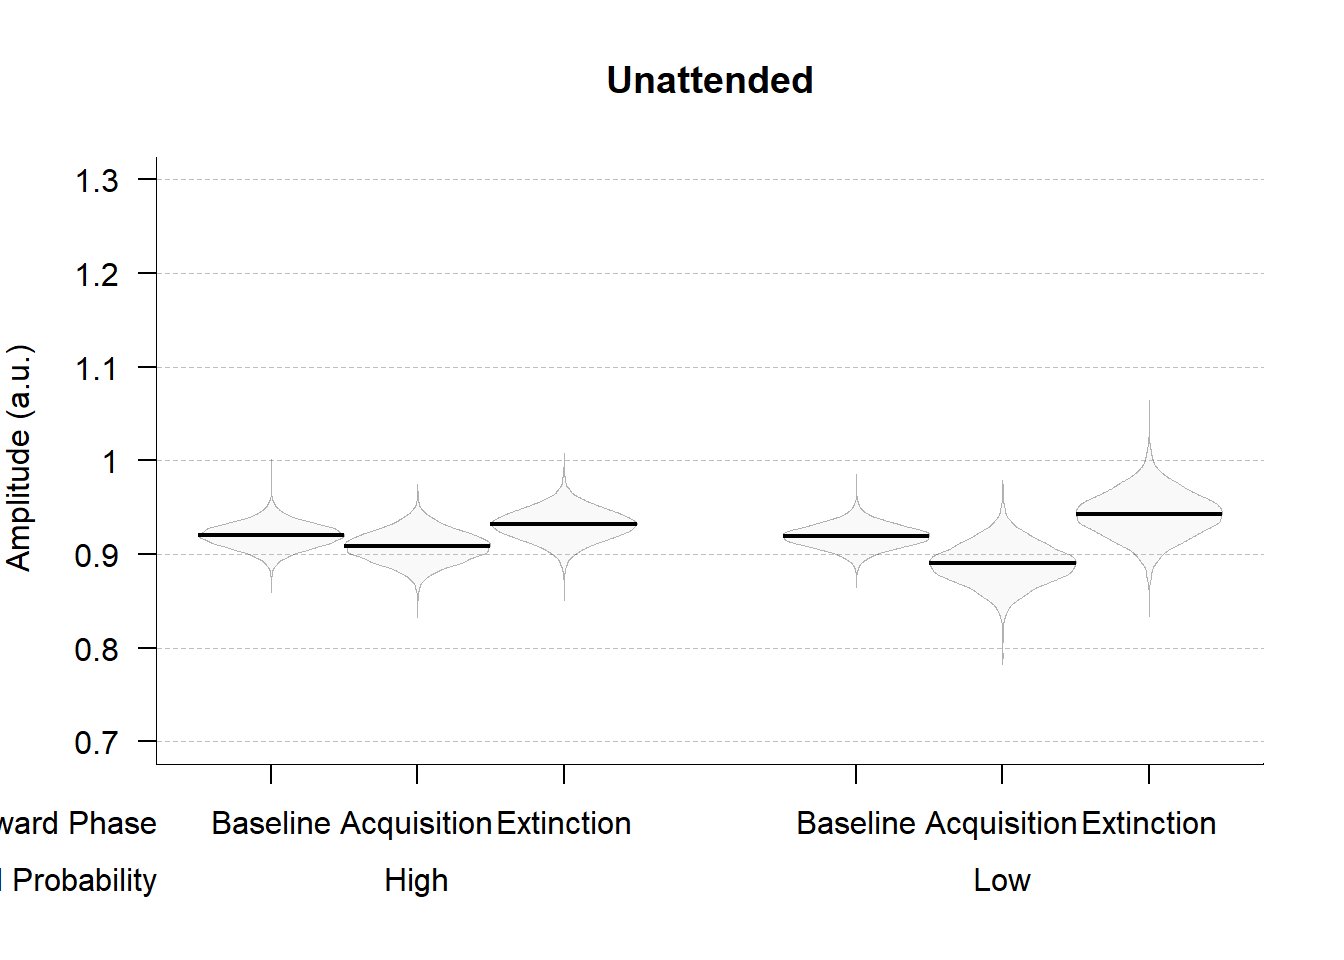 Unattended
Amplitude (a.u.)
1.3
1.2
1.1
1
0.9
0.8
0.7
ward Phase Baseline Acquisition Extinction Baseline Acquisition Extinction
Probability High Low